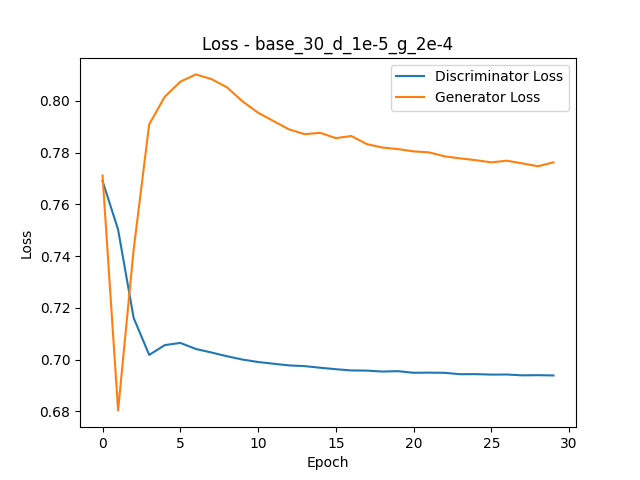 Loss - base_30_d_1e-5_g_2e-4
Discriminator Loss
Generator Loss
0.80
0.78
0.76
0.74
0.72
0.70
0.68
Loss
0 5 10 15 20 25 30
Epoch